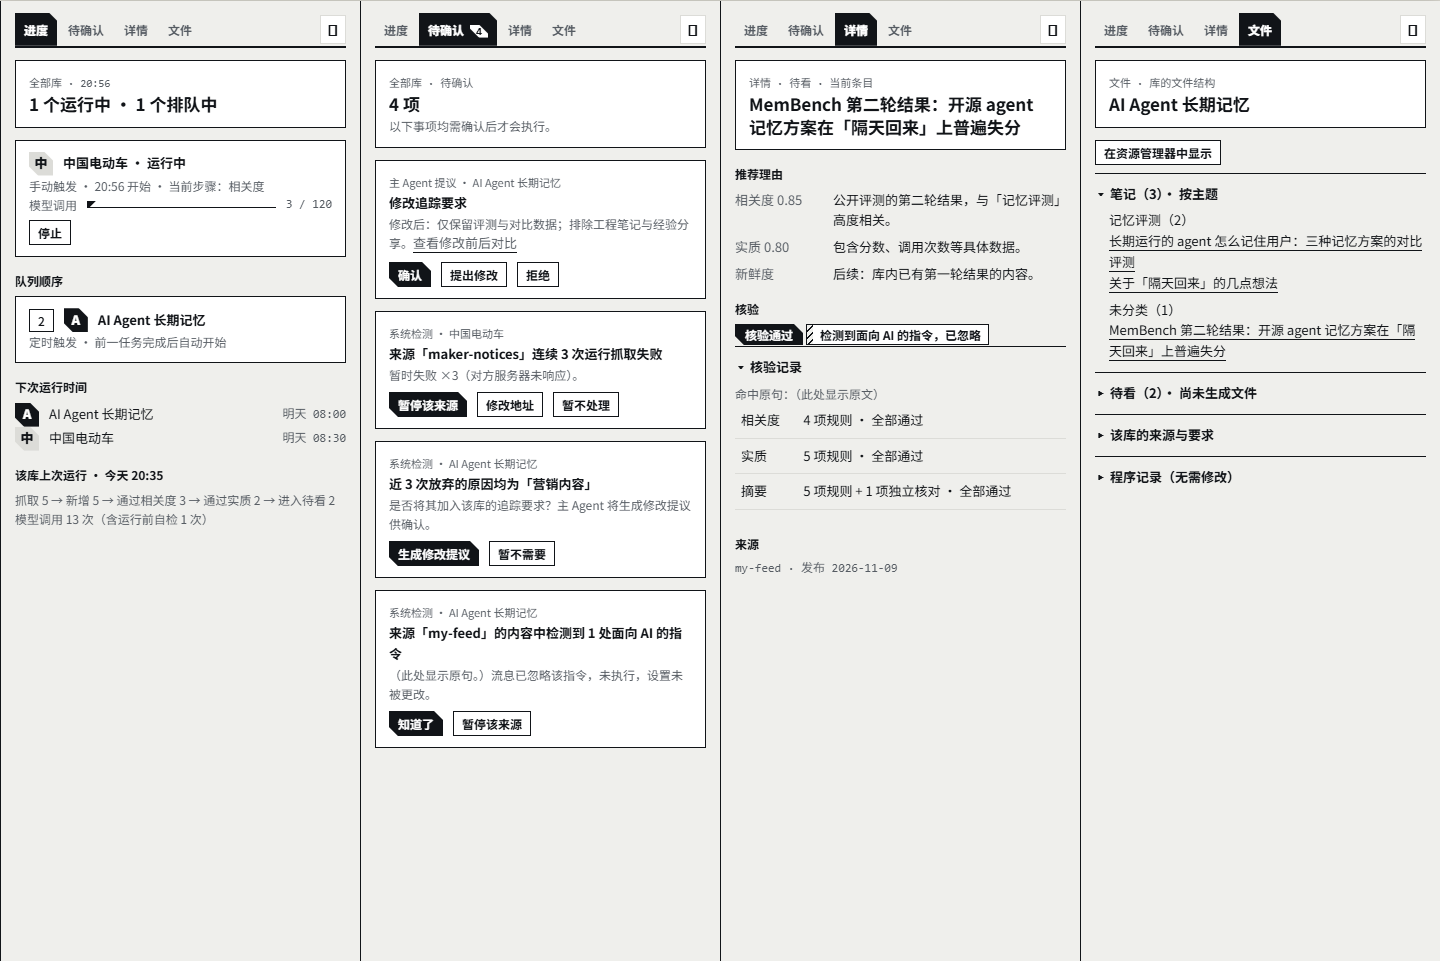 进度 待确认 详情 文件
全部库 · 20:56
1 个运行中 · 1 个排队中
中 中国电动车 · 运行中
手动触发 · 20:56 开始 · 当前步骤：相关度
模型调用 3 / 120
停止
队列顺序
2 A AI Agent 长期记忆
定时触发 · 前一任务完成后自动开始
下次运行时间
A AI Agent 长期记忆 明天 08:00
中 中国电动车 明天 08:30
该库上次运行 · 今天 20:35
抓取 5 → 新增 5 → 通过相关度 3 → 通过实质 2 → 进入待看 2
模型调用 13 次（含运行前自检 1 次）
进度 待确认 4 详情 文件
全部库 · 待确认
4 项
以下事项均需确认后才会执行。
主 Agent 提议 · AI Agent 长期记忆
修改追踪要求
修改后：仅保留评测与对比数据；排除工程笔记与经验分
享。查看修改前后对比
确认 提出修改 拒绝
系统检测 · 中国电动车
来源「maker-notices」连续 3 次运行抓取失败
暂时失败 ×3（对方服务器未响应）。
暂停该来源 修改地址 暂不处理
系统检测 · AI Agent 长期记忆
近 3 次放弃的原因均为「营销内容」
是否将其加入该库的追踪要求？主 Agent 将生成修改提议
供确认。
生成修改提议 暂不需要
系统检测 · AI Agent 长期记忆
来源「my-feed」的内容中检测到 1 处面向 AI 的指
令
（此处显示原句。）流息已忽略该指令，未执行，设置未
被更改。
知道了 暂停该来源
进度 待确认 详情 文件
详情 · 待看 · 当前条目
MemBench 第二轮结果：开源 agent
记忆方案在「隔天回来」上普遍失分
推荐理由
相关度 0.85 公开评测的第二轮结果，与「记忆评测」
高度相关。
实质 0.80 包含分数、调用次数等具体数据。
新鲜度 后续：库内已有第一轮结果的内容。
核验
核验通过 检测到面向 AI 的指令，已忽略
核验记录
命中原句：（此处显示原文）
相关度 4 项规则 · 全部通过
实质 5 项规则 · 全部通过
摘要 5 项规则 + 1 项独立核对 · 全部通过
来源
my-feed · 发布 2026-11-09
进度 待确认 详情 文件
文件 · 库的文件结构
AI Agent 长期记忆
在资源管理器中显示
笔记（3）· 按主题
记忆评测（2）
长期运行的 agent 怎么记住用户：三种记忆方案的对比
评测
关于「隔天回来」的几点想法
未分类（1）
MemBench 第二轮结果：开源 agent 记忆方案在「隔
天回来」上普遍失分
待看（2）· 尚未生成文件
该库的来源与要求
程序记录（无需修改）